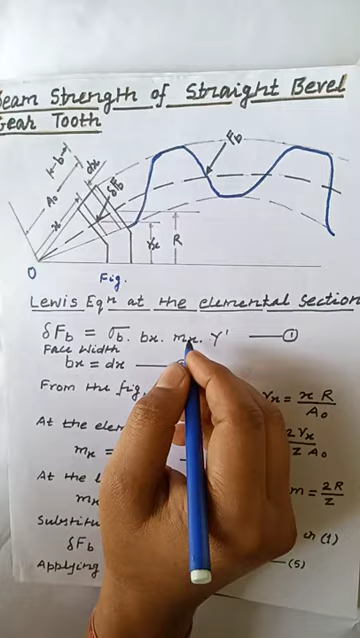 Beam Strength of Straight Bevel
Gear Tooth
k-b-
A₀
dx
δFb
Fb
x
rx
R
O
Fig.
Lewis Eqⁿ at the elemental Section
δFb = σb. bx. mx. Y' — ①
Face Width
bx = dx —
From the fig. rx = x R / A₀
At the elem 2rx / Z A₀
mx =
At the m = 2R / Z
mx
Substitu in (1)
δFb — (5)
Applying